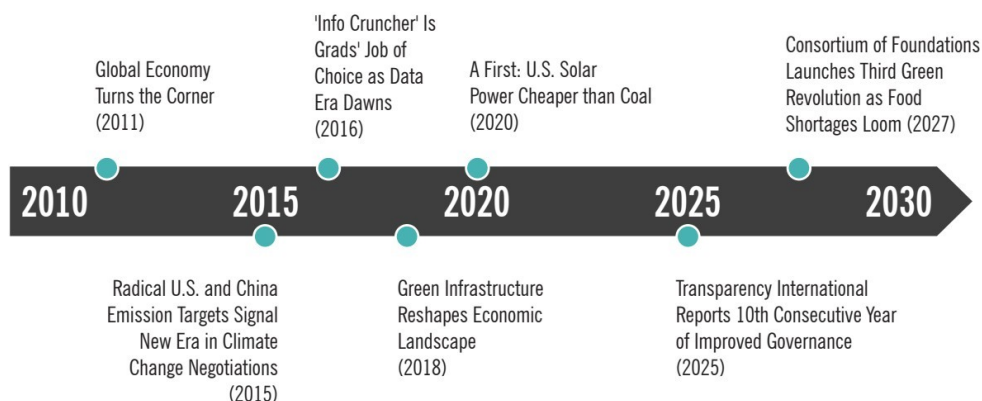 Global Economy
Turns the Corner
(2011)
'Info Cruncher' Is
Grads' Job of
Choice as Data
Era Dawns
(2016)
A First: U.S. Solar
Power Cheaper than Coal
(2020)
Consortium of Foundations
Launches Third Green
Revolution as Food
Shortages Loom (2027)
2010
2015
2020
2025
2030
Radical U.S. and China
Emission Targets Signal
New Era in Climate
Change Negotiations
(2015)
Green Infrastructure
Reshapes Economic
Landscape
(2018)
Transparency International
Reports 10th Consecutive Year
of Improved Governance
(2025)